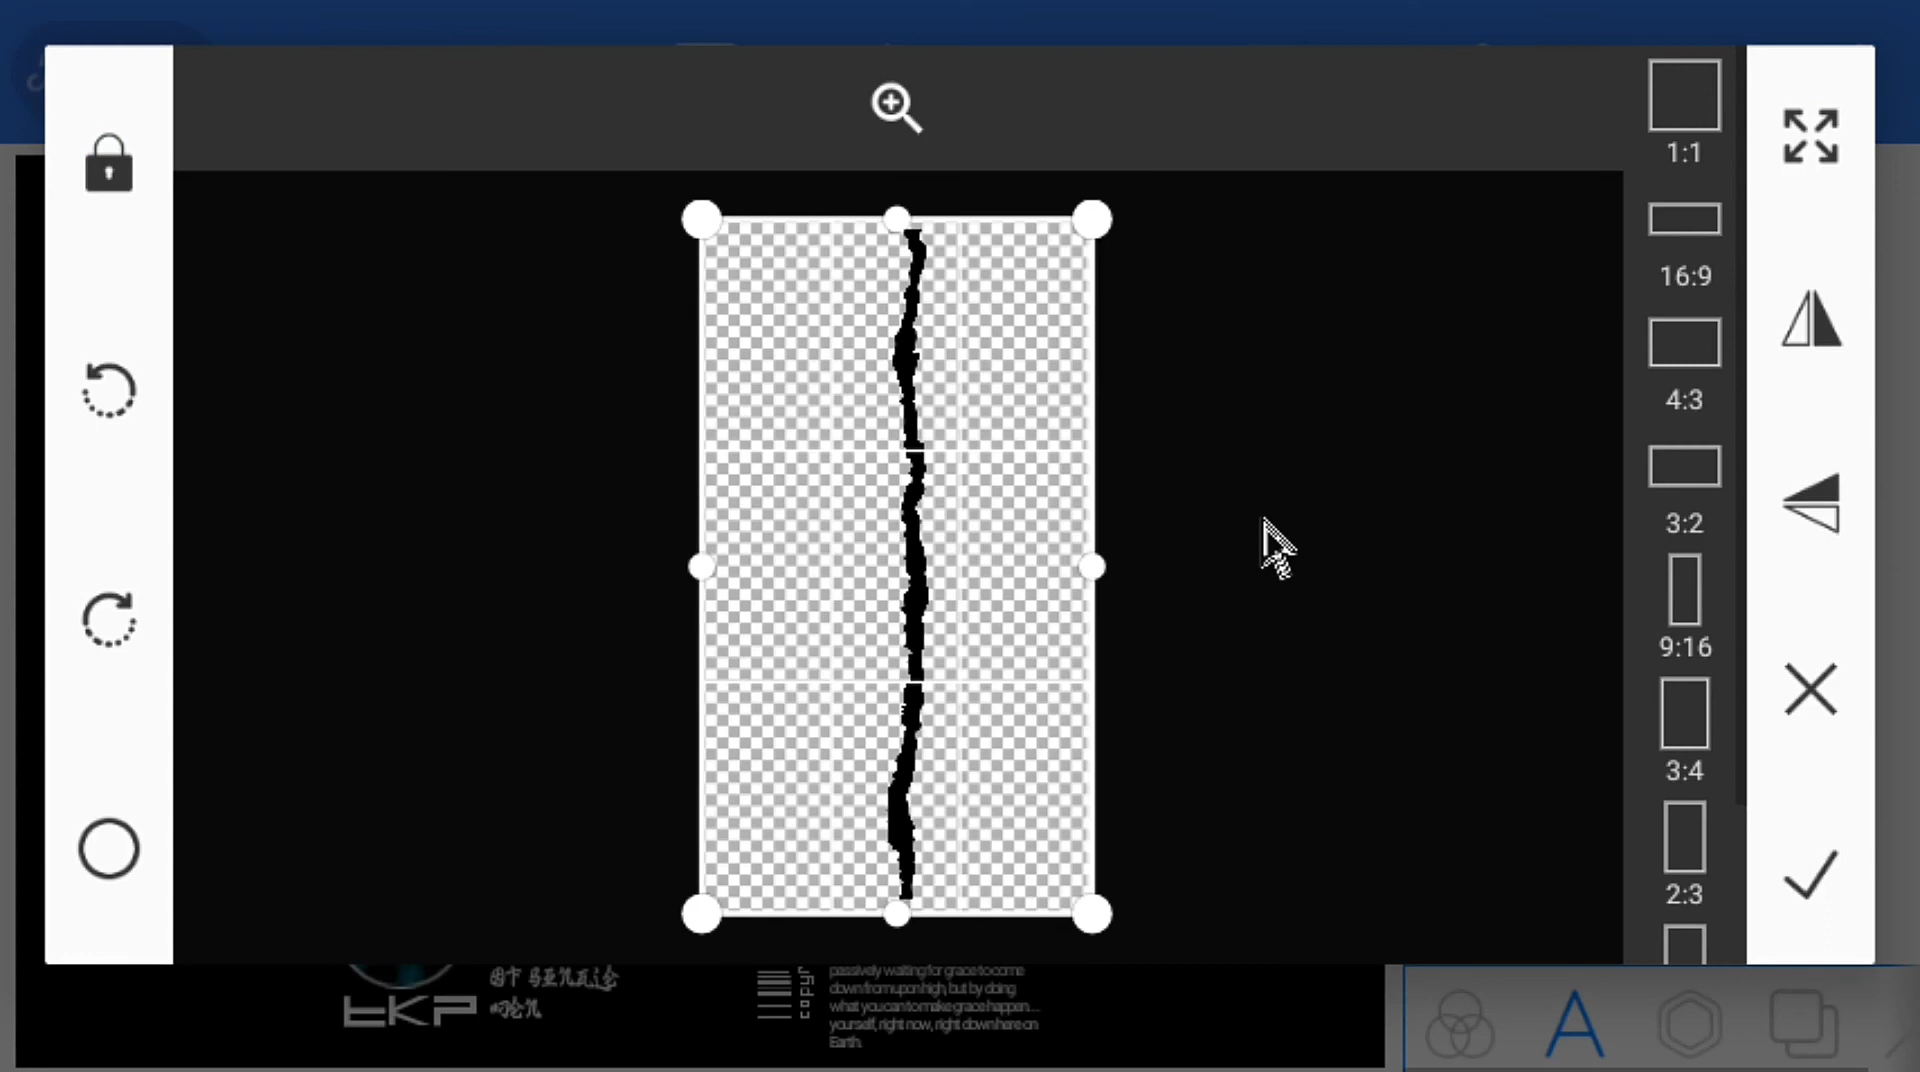 1:1
16:9
4:3
3:2
9:16
3:4
2:3
copyr
passively waiting for grace to come
down from upon high, but by doing
what you can to make grace happen...
yourself, right now, right down here on
Earth.